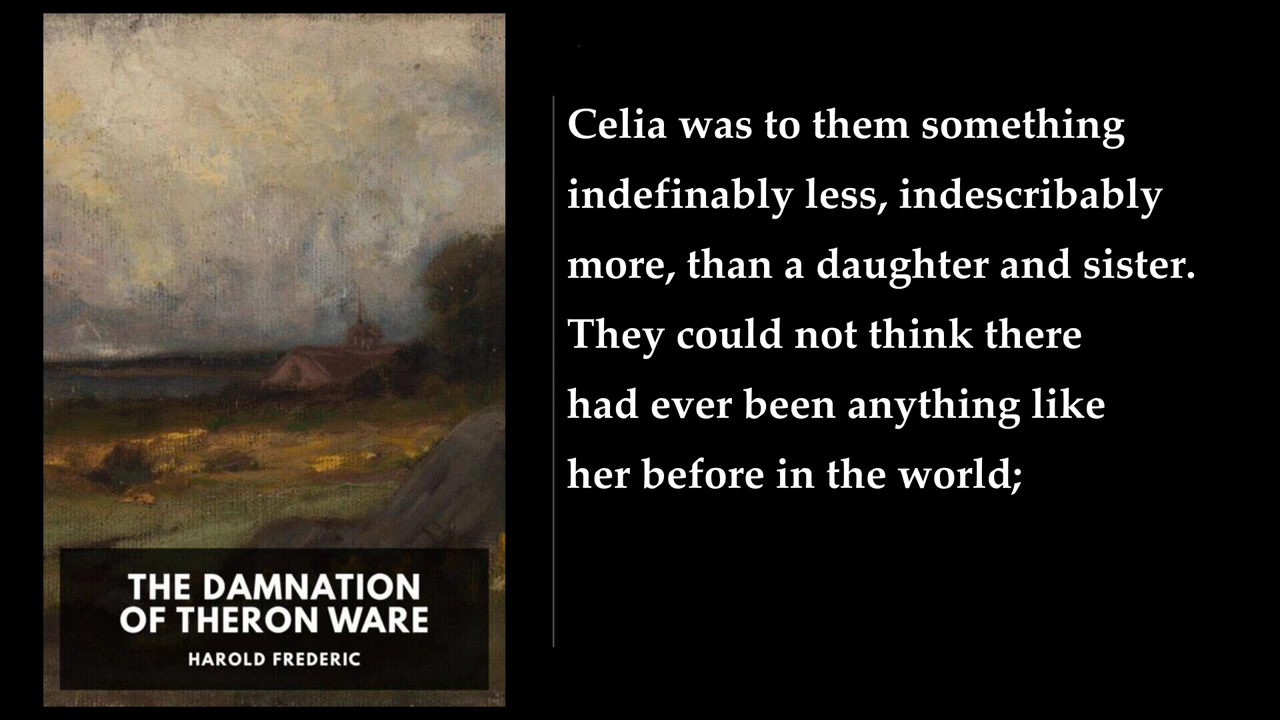 THE DAMNATION
OF THERON WARE
HAROLD FREDERIC
Celia was to them something
indefinably less, indescribably
more, than a daughter and sister.
They could not think there
had ever been anything like
her before in the world;